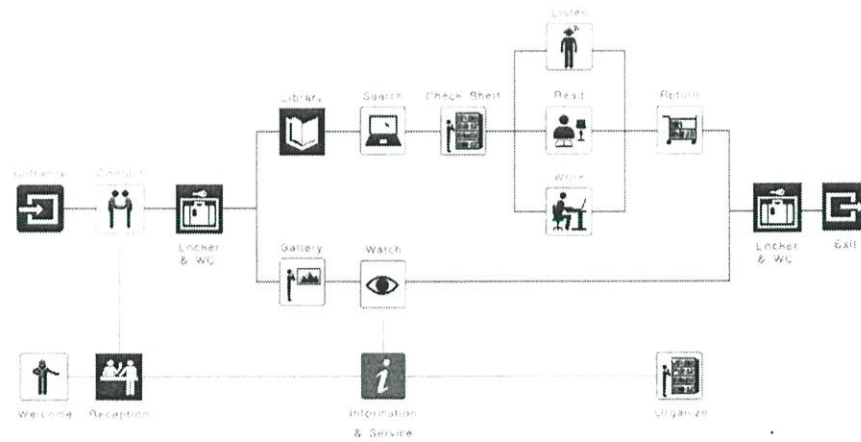 Listen
Library
Search
Check Shelf
Read
Return
Entrance
Contact
Work
Locker
& WC
Gallery
Watch
Locker
& WC
Exit
i
Welcome
Reception
Information
& Service
Organize